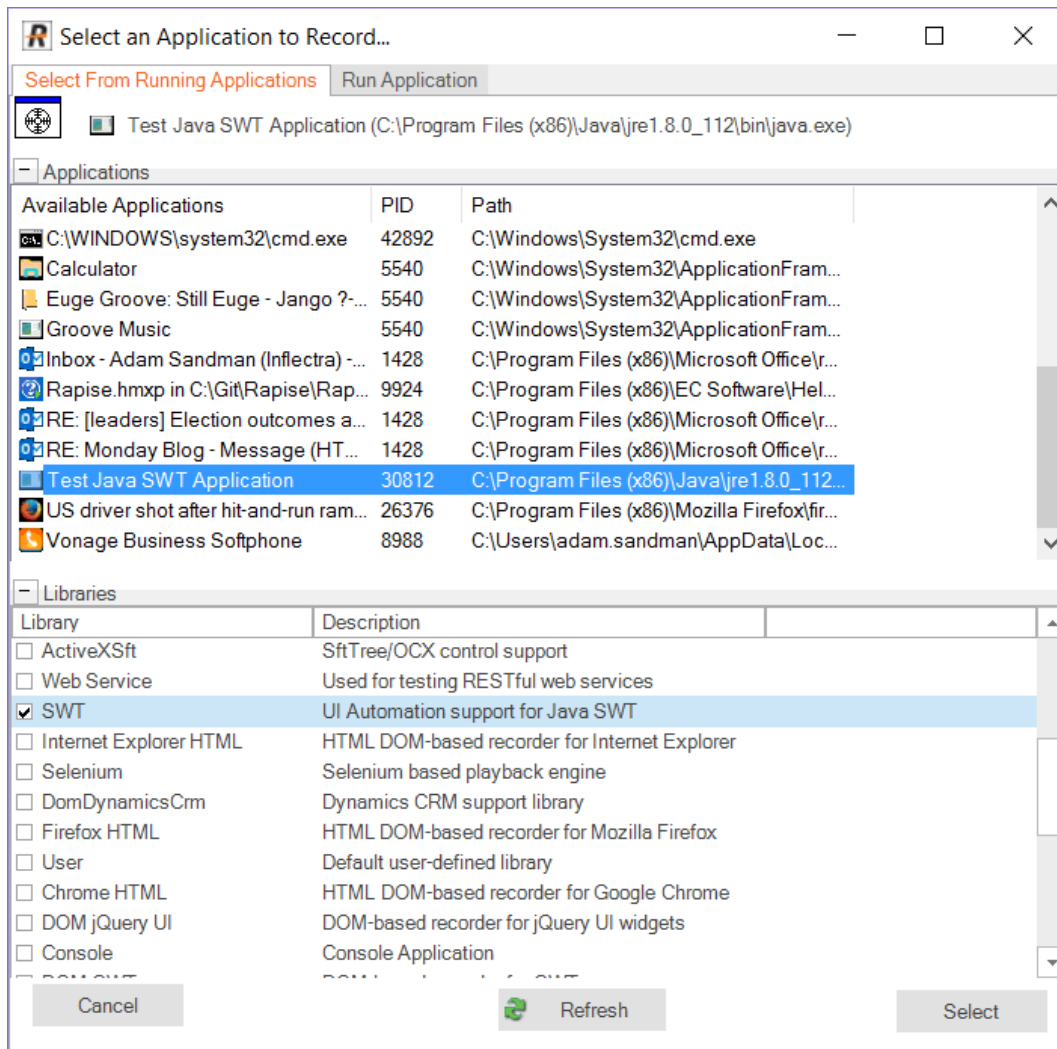 Select an Application to Record...
Select From Running Applications Run Application
Test Java SWT Application (C:\Program Files (x86)\Java\jre1.8.0_112\bin\java.exe)
Applications
Available Applications PID Path
C:\WINDOWS\system32\cmd.exe 42892 C:\Windows\System32\cmd.exe
Calculator 5540 C:\Windows\System32\ApplicationFram...
Euge Groove: Still Euge - Jango ?-... 5540 C:\Windows\System32\ApplicationFram...
Groove Music 5540 C:\Windows\System32\ApplicationFram...
Inbox - Adam Sandman (Inflectra) -... 1428 C:\Program Files (x86)\Microsoft Office\r...
Rapise.hmxp in C:\Git\Rapise\Rap... 9924 C:\Program Files (x86)\EC Software\Hel...
RE: [leaders] Election outcomes a... 1428 C:\Program Files (x86)\Microsoft Office\r...
RE: Monday Blog - Message (HT... 1428 C:\Program Files (x86)\Microsoft Office\r...
Test Java SWT Application 30812 C:\Program Files (x86)\Java\jre1.8.0_112...
US driver shot after hit-and-run ram... 26376 C:\Program Files (x86)\Mozilla Firefox\fir...
Vonage Business Softphone 8988 C:\Users\adam.sandman\AppData\Loc...
Libraries
Library Description
ActiveXSft SftTree/OCX control support
Web Service Used for testing RESTful web services
SWT UI Automation support for Java SWT
Internet Explorer HTML HTML DOM-based recorder for Internet Explorer
Selenium Selenium based playback engine
DomDynamicsCrm Dynamics CRM support library
Firefox HTML HTML DOM-based recorder for Mozilla Firefox
User Default user-defined library
Chrome HTML HTML DOM-based recorder for Google Chrome
DOM jQuery UI DOM-based recorder for jQuery UI widgets
Console Console Application
Cancel Refresh Select